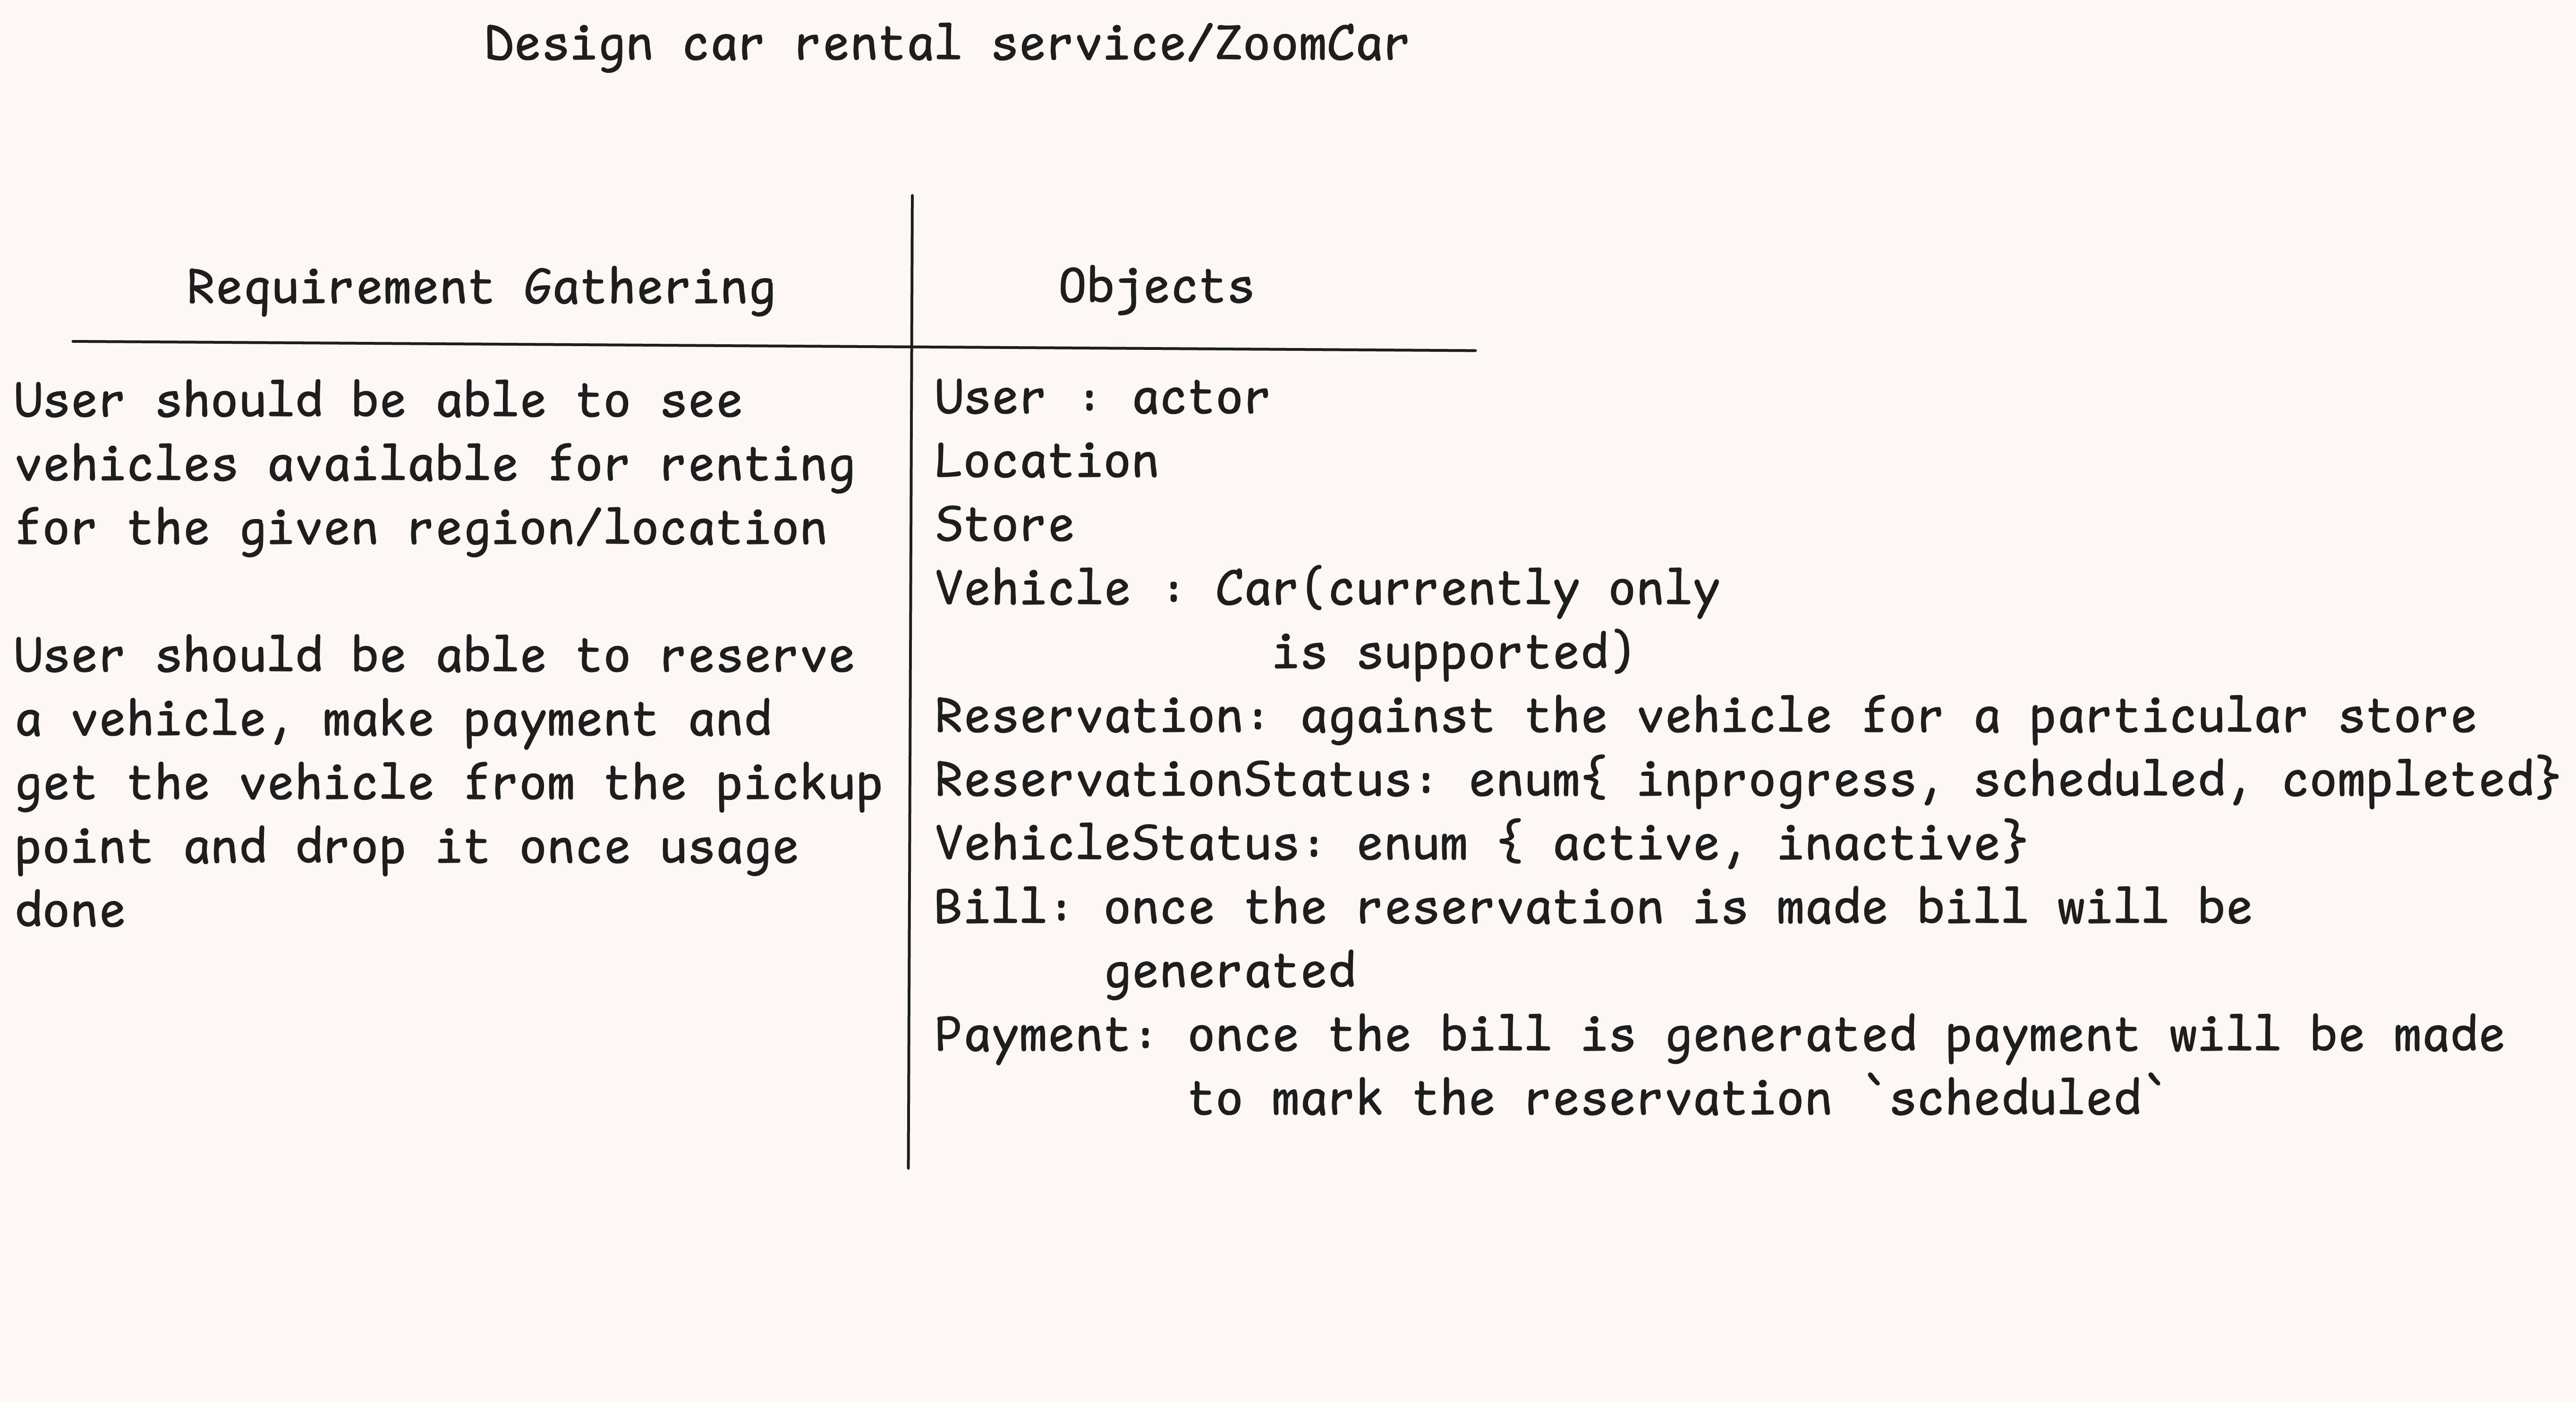 Design car rental service/ZoomCar
Requirement Gathering
User should be able to see
vehicles available for renting
for the given region/location
User should be able to reserve
a vehicle, make payment and
get the vehicle from the pickup
point and drop it once usage
done
Objects
User : actor
Location
Store
Vehicle : Car(currently only
is supported)
Reservation: against the vehicle for a particular store
ReservationStatus: enum{ inprogress, scheduled, completed}
VehicleStatus: enum { active, inactive}
Bill: once the reservation is made bill will be
generated
Payment: once the bill is generated payment will be made
to mark the reservation `scheduled`